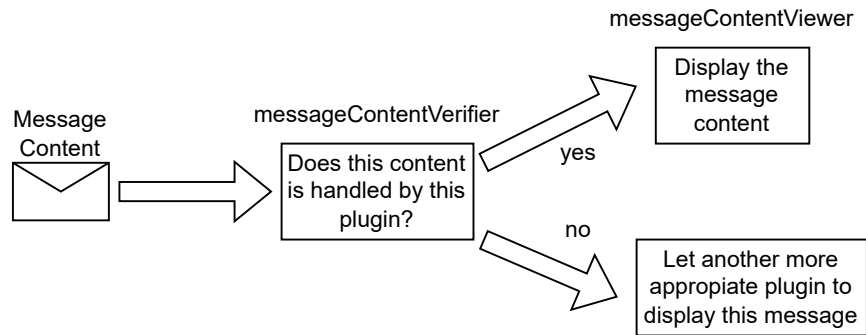 messageContentViewer
Display the
message
content
messageContentVerifier
Message
Content
Does this content
is handled by this
plugin?
yes
no
Let another more
appropiate plugin to
display this message